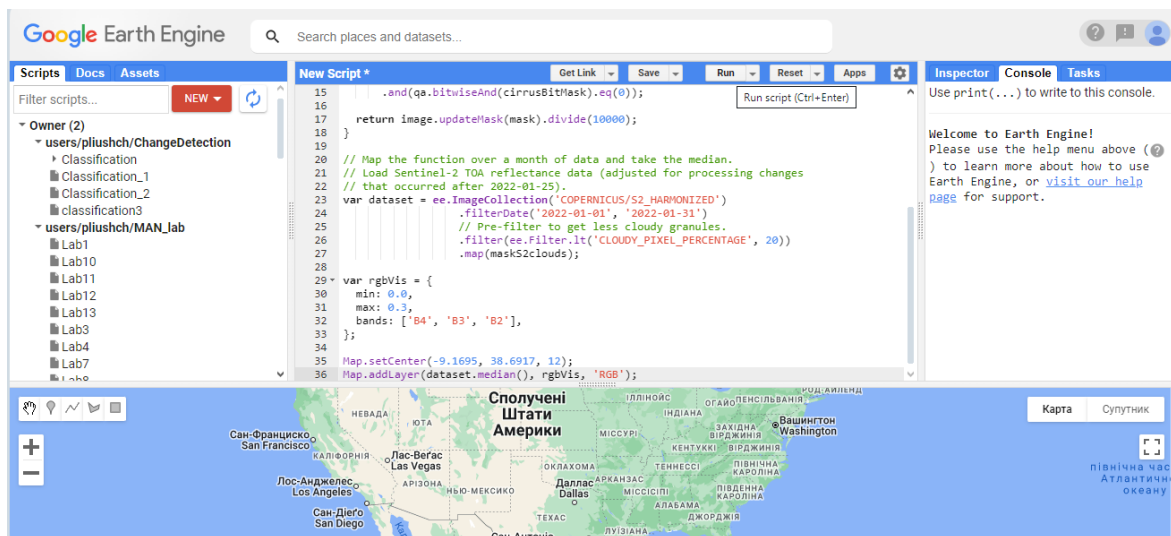 Google Earth Engine
Search places and datasets...
Scripts Docs Assets
Filter scripts...
NEW
Owner (2)
users/pliushch/ChangeDetection
Classification
Classification_1
Classification_2
classification3
users/pliushch/MAN_lab
Lab1
Lab10
Lab11
Lab12
Lab13
Lab3
Lab4
Lab7
New Script *
Get Link Save Run Reset Apps
Run script (Ctrl+Enter)
15 .and(qa.bitwiseAnd(cirrusBitMask).eq(0));
16
17 return image.updateMask(mask).divide(10000);
18 }
19
20 // Map the function over a month of data and take the median.
21 // Load Sentinel-2 TOA reflectance data (adjusted for processing changes
22 // that occurred after 2022-01-25).
23 var dataset = ee.ImageCollection('COPERNICUS/S2_HARMONIZED')
24 .filterDate('2022-01-01', '2022-01-31')
25 // Pre-filter to get less cloudy granules.
26 .filter(ee.Filter.lt('CLOUDY_PIXEL_PERCENTAGE', 20))
27 .map(maskS2clouds);
28
29 var rgbVis = {
30 min: 0.0,
31 max: 0.3,
32 bands: ['B4', 'B3', 'B2'],
33 };
34
35 Map.setCenter(-9.1695, 38.6917, 12);
36 Map.addLayer(dataset.median(), rgbVis, 'RGB');
Inspector Console Tasks
Use print(...) to write to this console.
Welcome to Earth Engine!
Please use the help menu above (
) to learn more about how to use
Earth Engine, or visit our help
page for support.
Карта Супутник
Сполучені
Штати
Америки
НЕВАДА
ЮТА
ІЛЛІНОЙС
ІНДІАНА
ОГАЙО
ПЕНСІЛЬВАНІЯ
РОД-АЙЛЕНД
Вашингтон
Washington
Сан-Франциско
San Francisco
КАЛІФОРНІЯ
Лас-Вегас
Las Vegas
МІССУРІ
ЗАХІДНА
ВІРДЖИНІЯ
КЕНТУККІ
ВІРДЖИНІЯ
Лос-Анджелес
Los Angeles
АРІЗОНА
НЬЮ-МЕКСИКО
ОКЛАХОМА
АРКАНЗАС
ТЕННЕССІ
ПІВНІЧНА
КАРОЛІНА
Даллас
Dallas
МІССІСІПІ
ПІВДЕННА
КАРОЛІНА
АЛАБАМА
Сан-Дієго
San Diego
ТЕХАС
ДЖОРДЖІЯ
ЛУЇЗІАНА
північна час
Атлантичн
океану